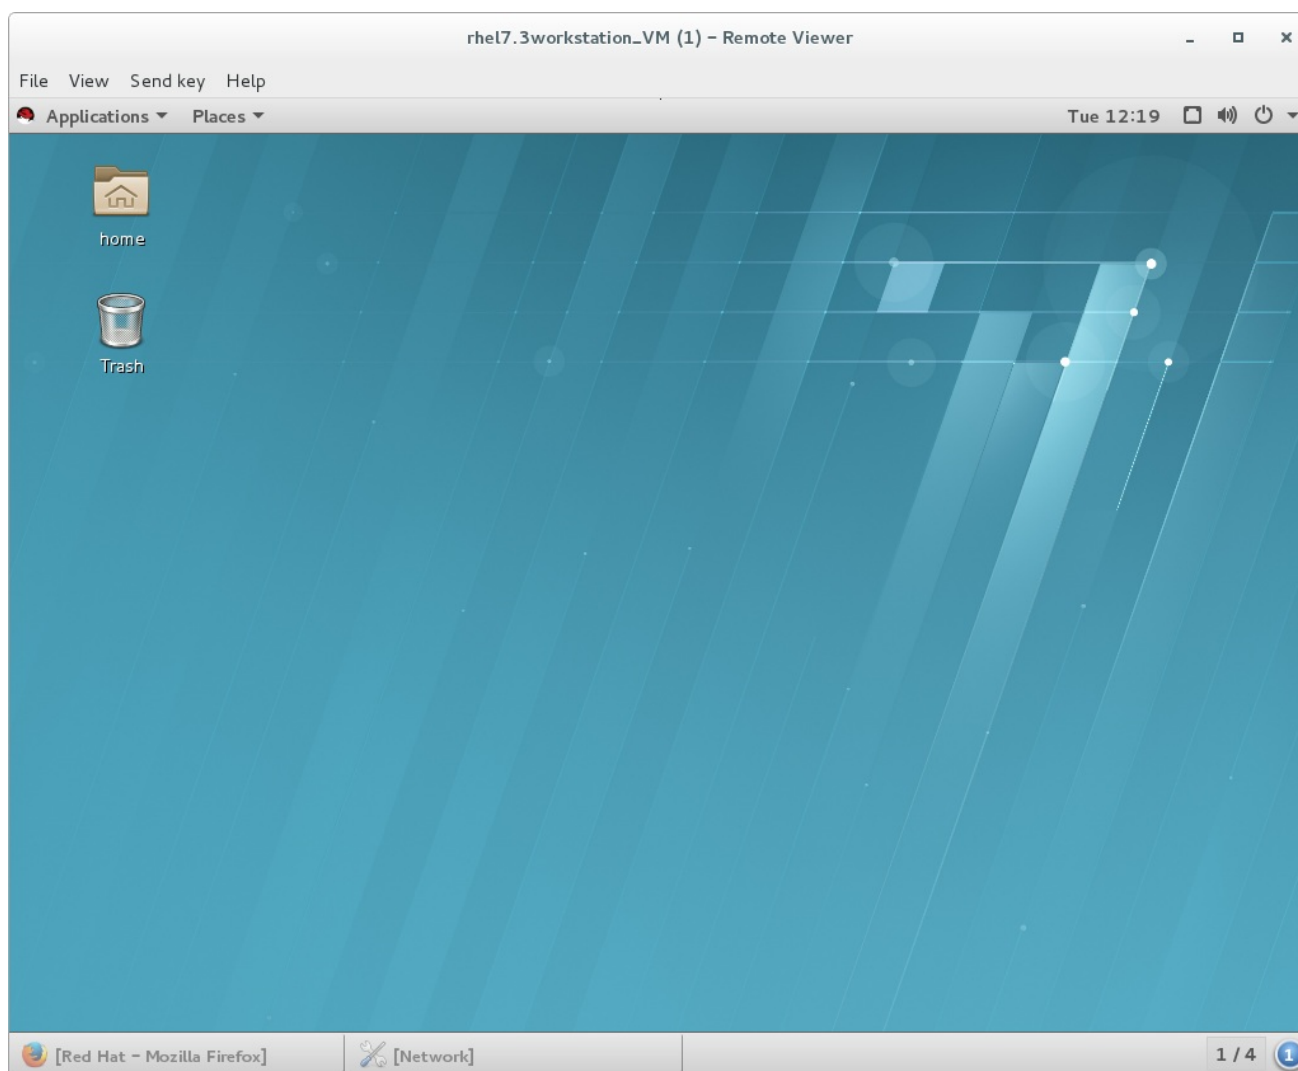 rhel7.3workstation_VM (1) – Remote Viewer
File View Send key Help
Applications Places Tue 12:19
home
Trash
[Red Hat – Mozilla Firefox] [Network] 1 / 4 1